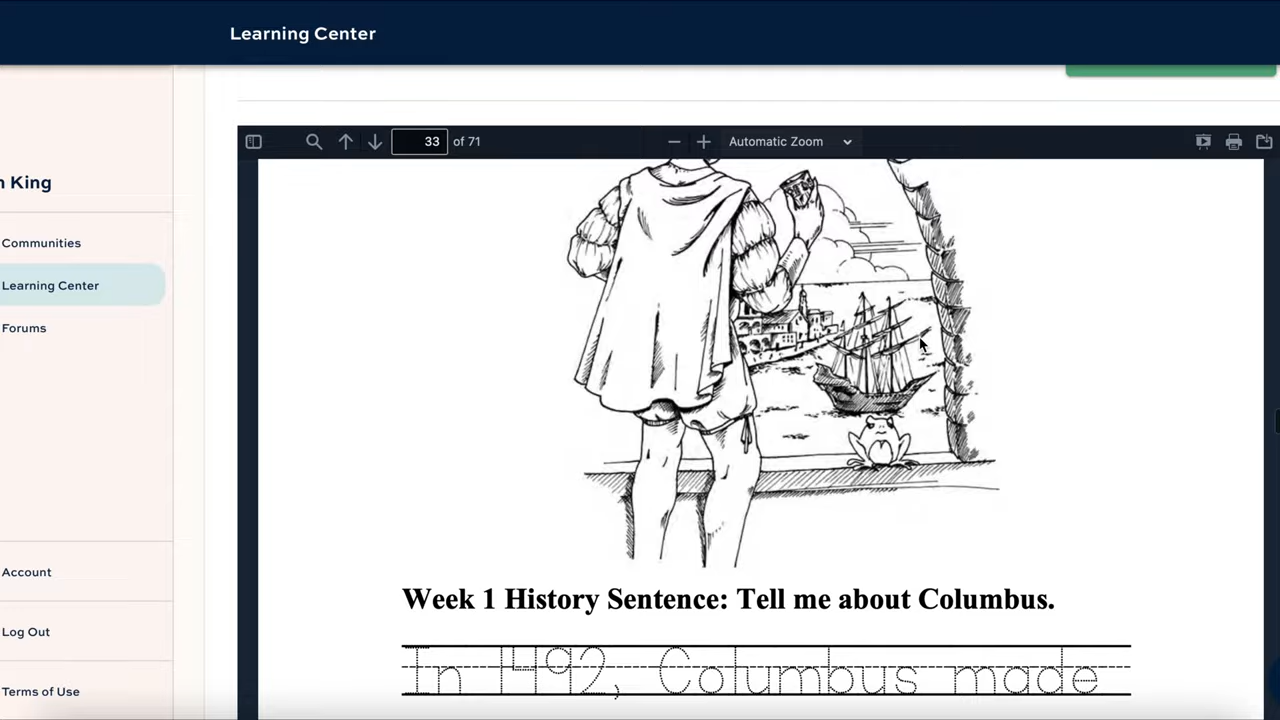 Learning Center
33 of 71
Automatic Zoom
n King
Communities
Learning Center
Forums
Account
Log Out
Terms of Use
Week 1 History Sentence: Tell me about Columbus.
In 1492, Columbus made